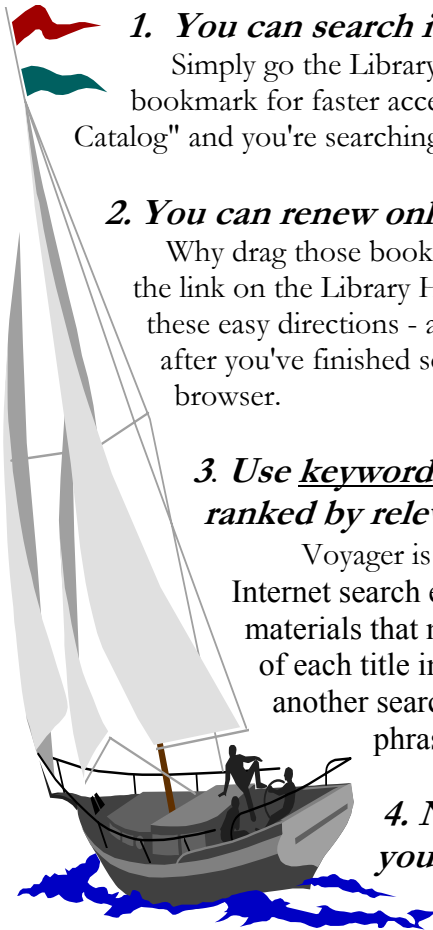 1. You can search i
Simply go the Library
bookmark for faster acce
Catalog" and you're searching
2. You can renew onl
Why drag those book
the link on the Library H
these easy directions - a
after you've finished s
browser.
3. Use keyword
ranked by relev
Voyager is
Internet search e
materials that m
of each title in
another searc
phras
4. N
you